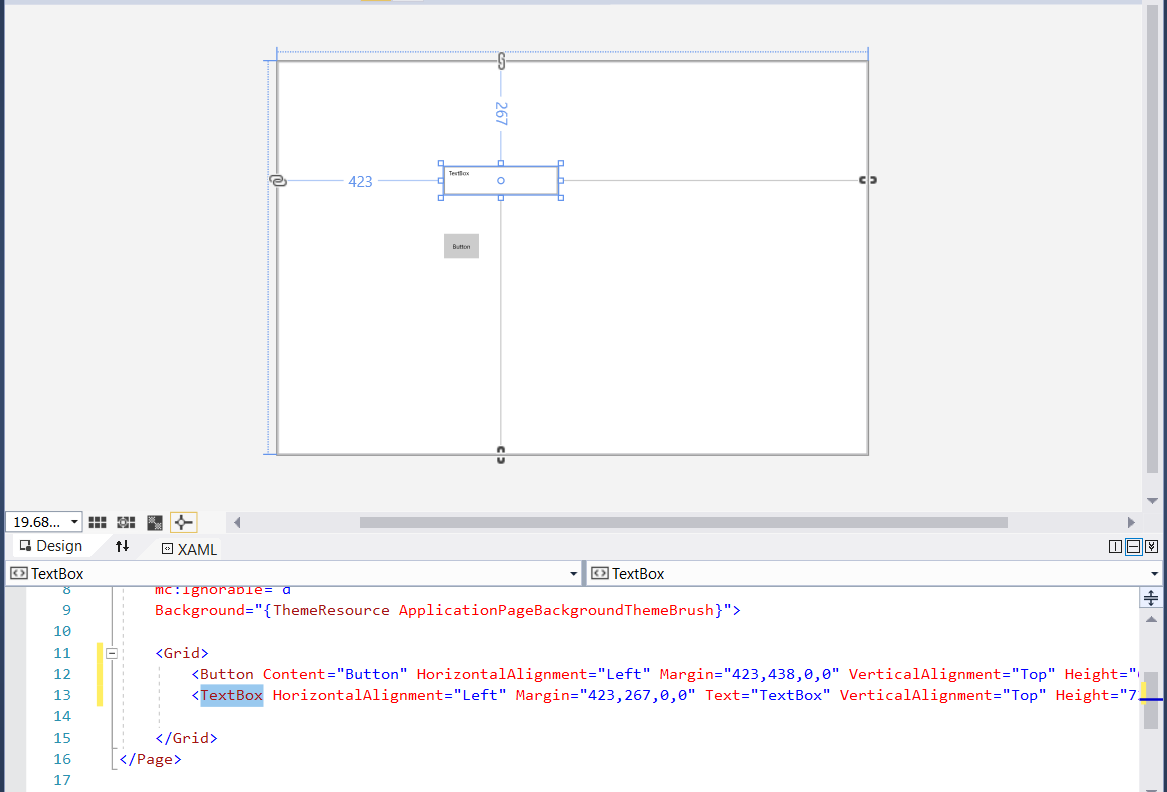 267
423
TextBox
Button
19.68...
Design
XAML
TextBox
TextBox
8 mc:Ignorable="d"
9 Background="{ThemeResource ApplicationPageBackgroundThemeBrush}">
10
11 <Grid>
12 <Button Content="Button" HorizontalAlignment="Left" Margin="423,438,0,0" VerticalAlignment="Top" Height="
13 <TextBox HorizontalAlignment="Left" Margin="423,267,0,0" Text="TextBox" VerticalAlignment="Top" Height="7
14
15 </Grid>
16 </Page>
17